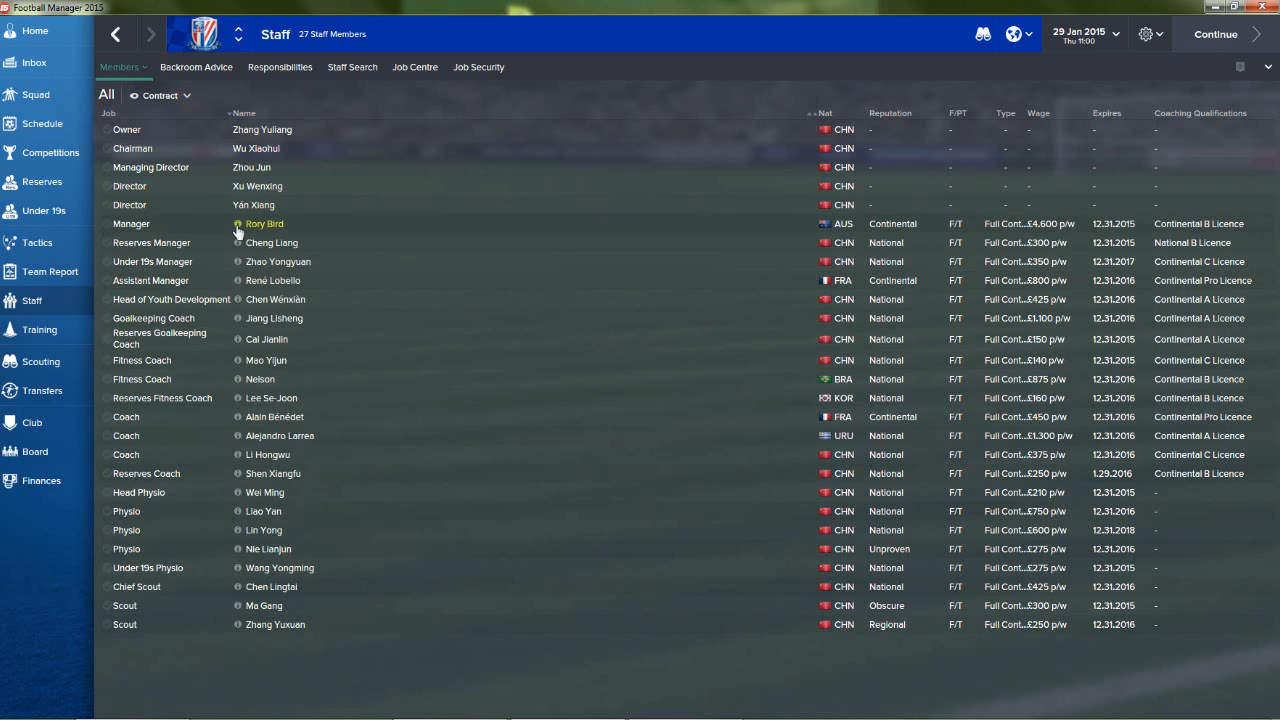 Football Manager 2015
Home
Inbox
Squad
Schedule
Competitions
Reserves
Under 19s
Tactics
Team Report
Staff
Training
Scouting
Transfers
Club
Board
Finances
Staff 27 Staff Members
29 Jan 2015
Thu 11:00
Continue
Members Backroom Advice Responsibilities Staff Search Job Centre Job Security
All Contract
Job Name Nat Reputation F/PT Type Wage Expires Coaching Qualifications
Owner Zhang Yuliang CHN - - - - - -
Chairman Wu Xiaohui CHN - - - - - -
Managing Director Zhou Jun CHN - - - - - -
Director Xu Wenxing CHN - - - - - -
Director Yán Xiang CHN - - - - - -
Manager Rory Bird AUS Continental F/T Full Cont...£4,600 p/w 12.31.2015 Continental B Licence
Reserves Manager Cheng Liang CHN National F/T Full Cont...£300 p/w 12.31.2015 National B Licence
Under 19s Manager Zhao Yongyuan CHN National F/T Full Cont...£350 p/w 12.31.2017 Continental C Licence
Assistant Manager René Lobello FRA Continental F/T Full Cont...£800 p/w 12.31.2016 Continental Pro Licence
Head of Youth Development Chen Wénxiàn CHN National F/T Full Cont...£425 p/w 12.31.2016 Continental A Licence
Goalkeeping Coach Jiang Lisheng CHN National F/T Full Cont...£1,100 p/w 12.31.2016 Continental A Licence
Reserves Goalkeeping
Coach Cai Jianlin CHN National F/T Full Cont...£150 p/w 12.31.2015 Continental A Licence
Fitness Coach Mao Yijun CHN National F/T Full Cont...£140 p/w 12.31.2015 Continental C Licence
Fitness Coach Nelson BRA National F/T Full Cont...£875 p/w 12.31.2016 Continental B Licence
Reserves Fitness Coach Lee Se-Joon KOR National F/T Full Cont...£160 p/w 12.31.2016 Continental B Licence
Coach Alain Bénédet FRA Continental F/T Full Cont...£450 p/w 12.31.2016 Continental Pro Licence
Coach Alejandro Larrea URU National F/T Full Cont...£1,300 p/w 12.31.2016 Continental A Licence
Coach Li Hongwu CHN National F/T Full Cont...£375 p/w 12.31.2016 Continental C Licence
Reserves Coach Shen Xiangfu CHN National F/T Full Cont...£250 p/w 1.29.2016 Continental B Licence
Head Physio Wei Ming CHN National F/T Full Cont...£210 p/w 12.31.2015 -
Physio Liao Yan CHN National F/T Full Cont...£750 p/w 12.31.2016 -
Physio Lin Yong CHN National F/T Full Cont...£600 p/w 12.31.2018 -
Physio Nie Lianjun CHN Unproven F/T Full Cont...£275 p/w 12.31.2016 -
Under 19s Physio Wang Yongming CHN National F/T Full Cont...£275 p/w 12.31.2015 -
Chief Scout Chen Lingtai CHN National F/T Full Cont...£425 p/w 12.31.2016 -
Scout Ma Gang CHN Obscure F/T Full Cont...£300 p/w 12.31.2015 -
Scout Zhang Yuxuan CHN Regional F/T Full Cont...£250 p/w 12.31.2016 -